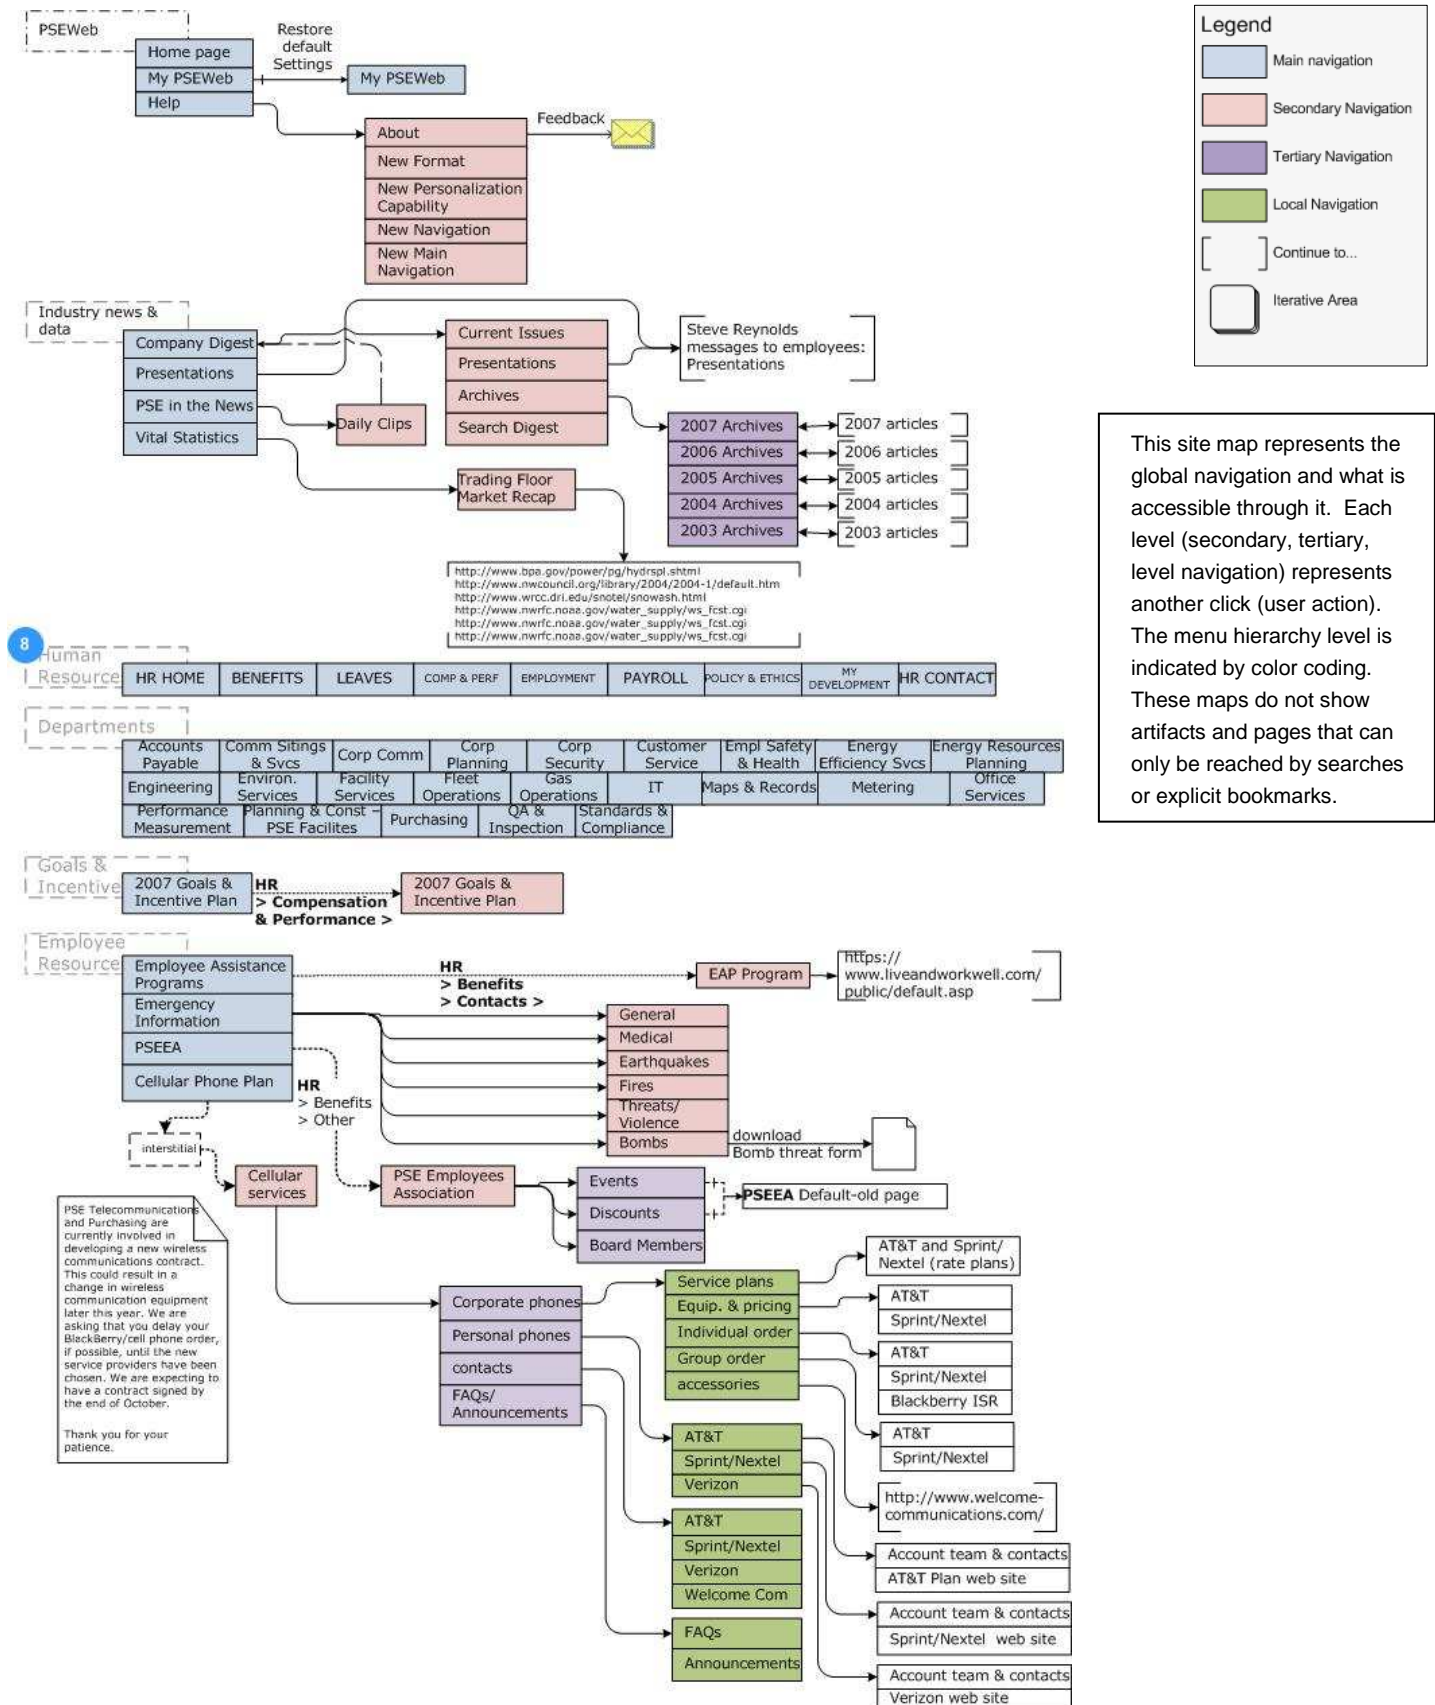 PSEWeb
Home page
My PSEWeb
Help
Restore
default
Settings
My PSEWeb
About
New Format
New Personalization
Capability
New Navigation
New Main
Navigation
Feedback
Legend
Main navigation
Secondary Navigation
Tertiary Navigation
Local Navigation
Continue to...
Iterative Area
Industry news &
data
Company Digest
Presentations
PSE in the News
Vital Statistics
Daily Clips
Current Issues
Presentations
Archives
Search Digest
Trading Floor
Market Recap
Steve Reynolds
messages to employees:
Presentations
2007 Archives
2006 Archives
2005 Archives
2004 Archives
2003 Archives
2007 articles
2006 articles
2005 articles
2004 articles
2003 articles
http://www.bpa.gov/power/pg/hydrspl.shtml
http://www.nwcouncil.org/library/2004/2004-1/default.htm
http://www.wrcc.dri.edu/snotel/snowash.html
http://www.nwrfc.noaa.gov/water_supply/ws_fcst.cgi
http://www.nwrfc.noaa.gov/water_supply/ws_fcst.cgi
http://www.nwrfc.noaa.gov/water_supply/ws_fcst.cgi
This site map represents the
global navigation and what is
accessible through it. Each
level (secondary, tertiary,
level navigation) represents
another click (user action).
The menu hierarchy level is
indicated by color coding.
These maps do not show
artifacts and pages that can
only be reached by searches
or explicit bookmarks.
8
Human
Resource
HR HOME
BENEFITS
LEAVES
COMP & PERF
EMPLOYMENT
PAYROLL
POLICY & ETHICS
MY
DEVELOPMENT
HR CONTACT
Departments
Accounts
Payable
Comm Sitings
& Svcs
Corp Comm
Corp
Planning
Corp
Security
Customer
Service
Empl Safety
& Health
Energy
Efficiency Svcs
Energy Resources
Planning
Engineering
Environ.
Services
Facility
Services
Fleet
Operations
Gas
Operations
IT
Maps & Records
Metering
Office
Services
Performance
Measurement
Planning & Const –
PSE Facilites
Purchasing
QA &
Inspection
Standards &
Compliance
Goals &
Incentive
2007 Goals &
Incentive Plan
HR
> Compensation
& Performance >
2007 Goals &
Incentive Plan
Employee
Resource
Employee Assistance
Programs
Emergency
Information
PSEEA
Cellular Phone Plan
HR
> Benefits
> Contacts >
EAP Program
https://
www.liveandworkwell.com/
public/default.asp
General
Medical
Earthquakes
Fires
Threats/
Violence
Bombs
download
Bomb threat form
HR
> Benefits
> Other
interstitial
Cellular
services
PSE Employees
Association
Events
Discounts
Board Members
PSEEA Default-old page
PSE Telecommunications
and Purchasing are
currently involved in
developing a new wireless
communications contract.
This could result in a
change in wireless
communication equipment
later this year. We are
asking that you delay your
BlackBerry/cell phone order,
if possible, until the new
service providers have been
chosen. We are expecting to
have a contract signed by
the end of October.
Thank you for your
patience.
Corporate phones
Personal phones
contacts
FAQs/
Announcements
Service plans
Equip. & pricing
Individual order
Group order
accessories
AT&T and Sprint/
Nextel (rate plans)
AT&T
Sprint/Nextel
AT&T
Sprint/Nextel
Blackberry ISR
AT&T
Sprint/Nextel
http://www.welcome-
communications.com/
AT&T
Sprint/Nextel
Verizon
AT&T
Sprint/Nextel
Verizon
Welcome Com
FAQs
Announcements
Account team & contacts
AT&T Plan web site
Account team & contacts
Sprint/Nextel web site
Account team & contacts
Verizon web site